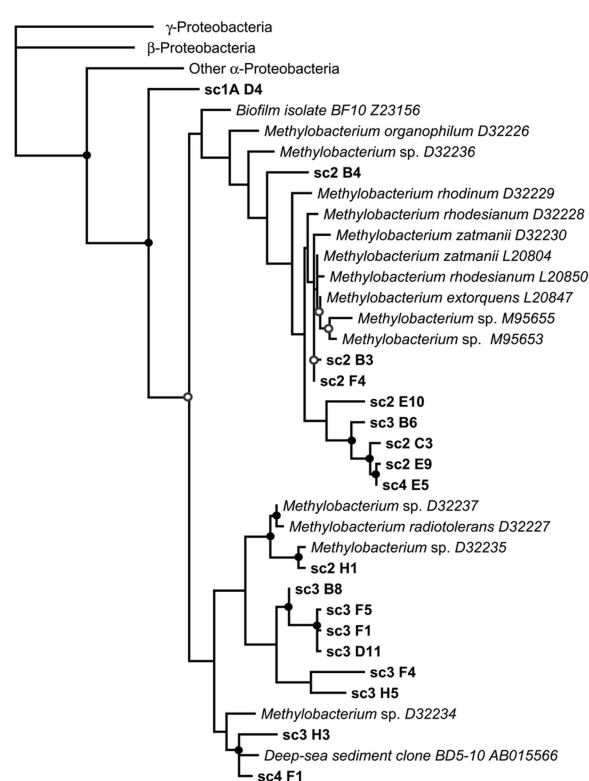 γ-Proteobacteria
β-Proteobacteria
Other α-Proteobacteria
sc1A D4
Biofilm isolate BF10 Z23156
Methylobacterium organophilum D32226
Methylobacterium sp. D32236
sc2 B4
Methylobacterium rhodinum D32229
Methylobacterium rhodesianum D32228
Methylobacterium zatmanii D32230
Methylobacterium zatmanii L20804
Methylobacterium rhodesianum L20850
Methylobacterium extorquens L20847
Methylobacterium sp. M95655
Methylobacterium sp. M95653
sc2 B3
sc2 F4
sc2 E10
sc3 B6
sc2 C3
sc2 E9
sc4 E5
Methylobacterium sp. D32237
Methylobacterium radiotolerans D32227
Methylobacterium sp. D32235
sc2 H1
sc3 B8
sc3 F5
sc3 F1
sc3 D11
sc3 F4
sc3 H5
Methylobacterium sp. D32234
sc3 H3
Deep-sea sediment clone BD5-10 AB015566
sc4 F1